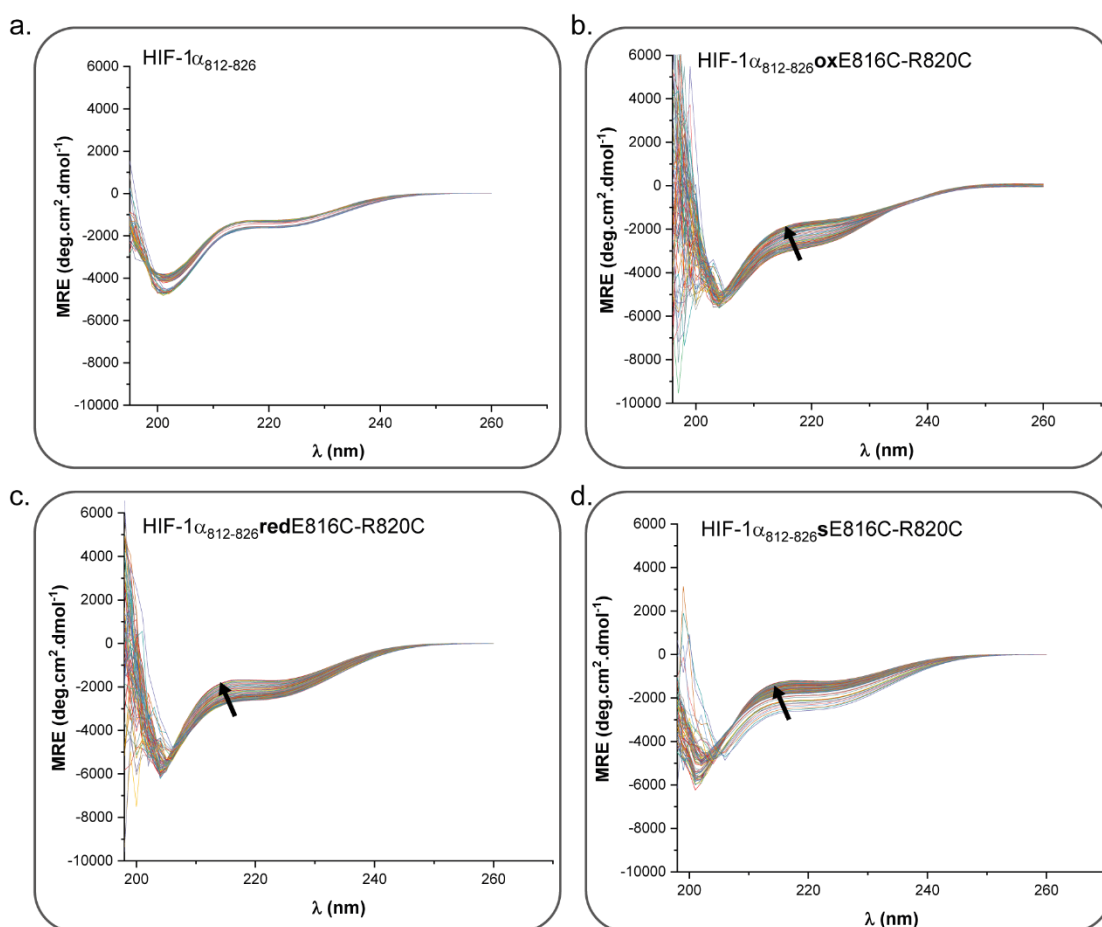 a.
HIF-1α812-826
6000
4000
2000
0
-2000
-4000
-6000
-8000
-10000
MRE (deg.cm2.dmol-1)
200 220 240 260
λ (nm)
b.
HIF-1α812-826oxE816C-R820C
6000
4000
2000
0
-2000
-4000
-6000
-8000
-10000
MRE (deg.cm2.dmol-1)
200 220 240 260
λ (nm)
c.
HIF-1α812-826redE816C-R820C
6000
4000
2000
0
-2000
-4000
-6000
-8000
-10000
MRE (deg.cm2.dmol-1)
200 220 240 260
λ (nm)
d.
HIF-1α812-826sE816C-R820C
6000
4000
2000
0
-2000
-4000
-6000
-8000
-10000
MRE (deg.cm2.dmol-1)
200 220 240 260
λ (nm)